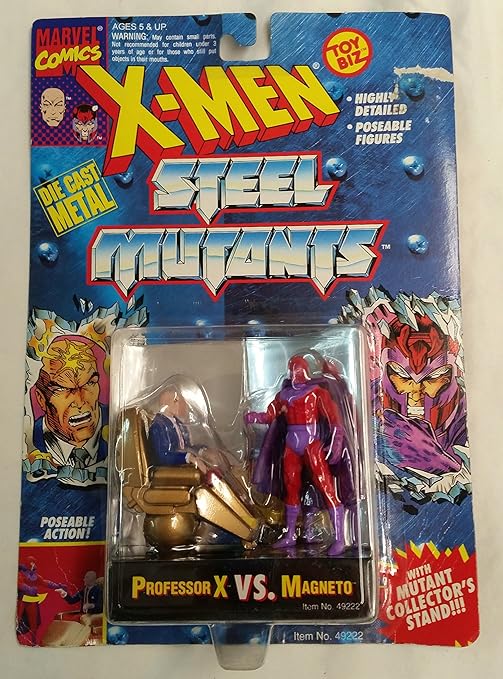 MARVEL
COMICS
AGES 5 & UP.
WARNING: May contain small parts.
Not recommended for children under 3
years of age or for those who still put
objects in their mouths.
TOY
BIZ
X-MEN
• HIGHLY
DETAILED
• POSEABLE
FIGURES
DIE CAST
METAL
STEEL
MUTANTS™
POSEABLE
ACTION!
PROFESSOR X VS. MAGNETO™
Item No. 49222
WITH
MUTANT
COLLECTOR'S
STAND!!!
Item No. 49222